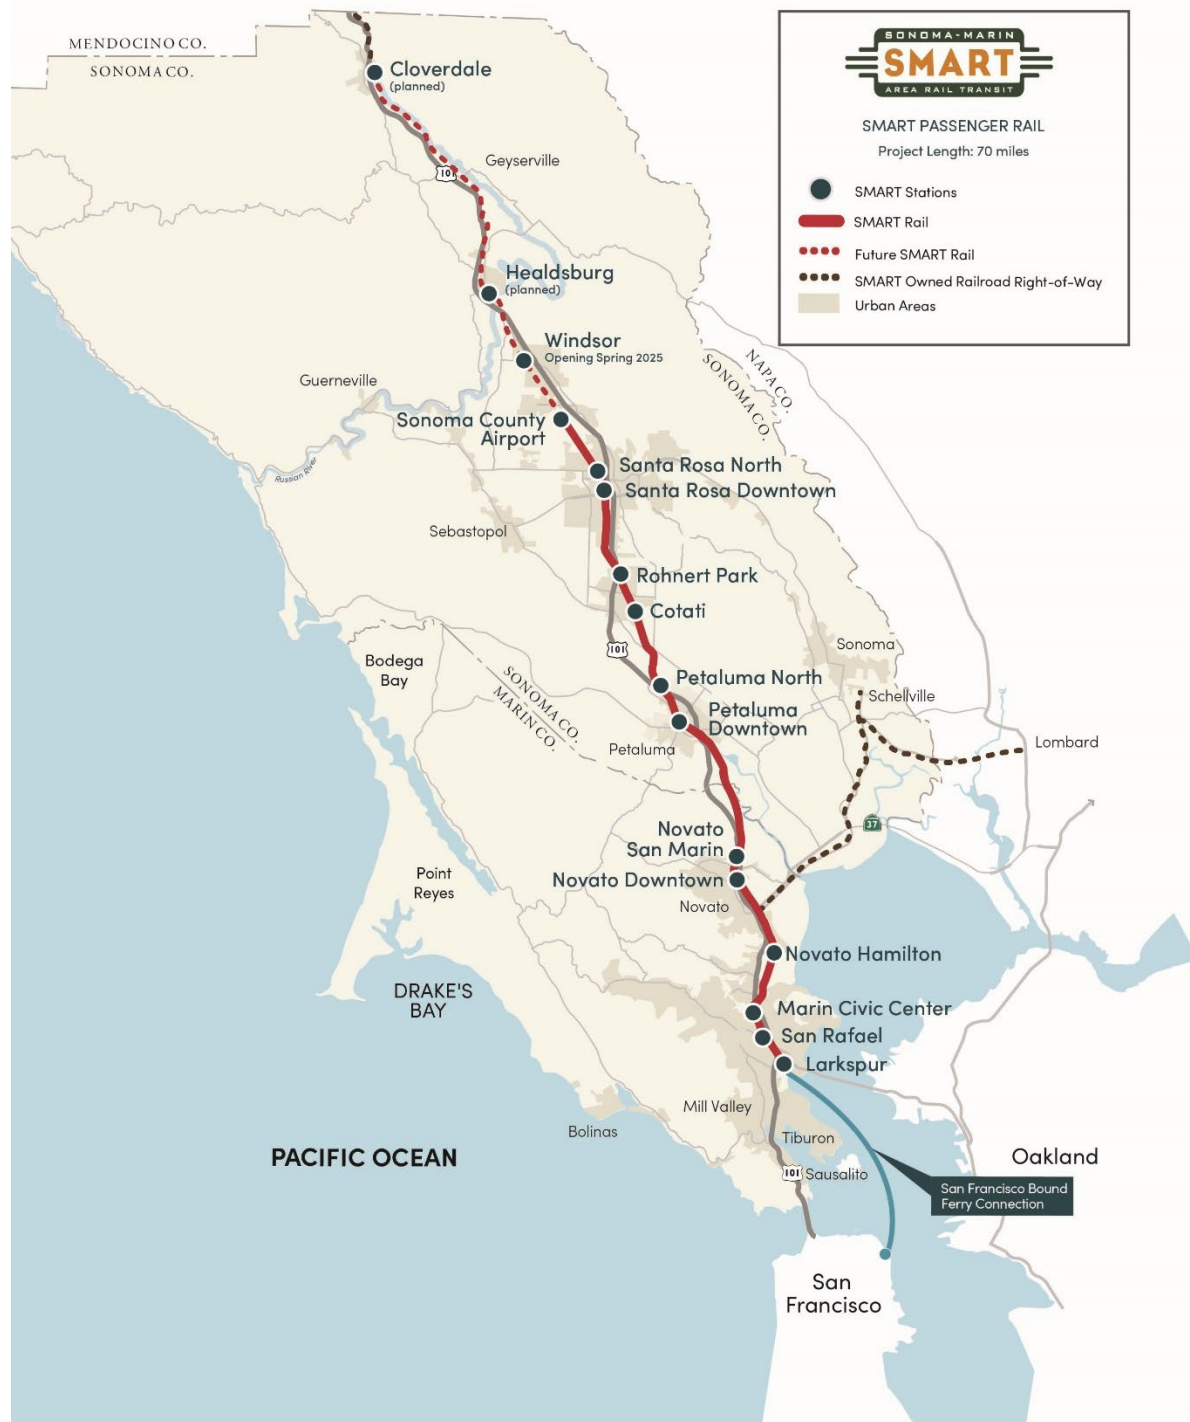 MENDOCINO CO.
SONOMA CO.
SONOMA-MARIN
SMART
AREA RAIL TRANSIT
SMART PASSENGER RAIL
Project Length: 70 miles
SMART Stations
SMART Rail
Future SMART Rail
SMART Owned Railroad Right-of-Way
Urban Areas
Cloverdale
(planned)
Geyserville
101
Healdsburg
(planned)
Windsor
Opening Spring 2025
NAPA CO.
SONOMA CO.
Guerneville
Sonoma County
Airport
Russian River
Santa Rosa North
Santa Rosa Downtown
Sebastopol
Rohnert Park
Cotati
101
Sonoma
Bodega
Bay
SONOMA CO.
MARIN CO.
Petaluma North
Schellville
Petaluma
Downtown
Petaluma
Lombard
37
Novato
San Marin
Novato Downtown
Novato
Point
Reyes
Novato Hamilton
DRAKE'S
BAY
Marin Civic Center
San Rafael
Larkspur
Mill Valley
Bolinas
Tiburon
PACIFIC OCEAN
Oakland
101
Sausalito
San Francisco Bound
Ferry Connection
San
Francisco